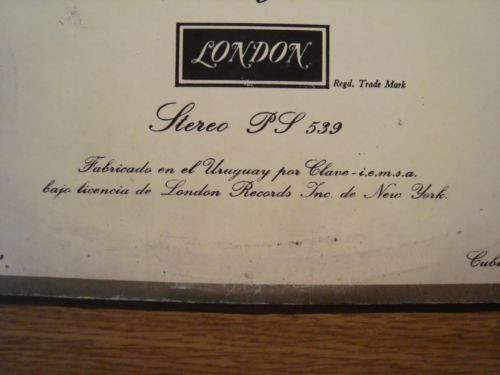 LONDON
Regd. Trade Mark
Stereo PS 539
Fabricado en el Uruguay por Clave - i.e.m.s.a.
bajo licencia de London Records Inc. de New York.